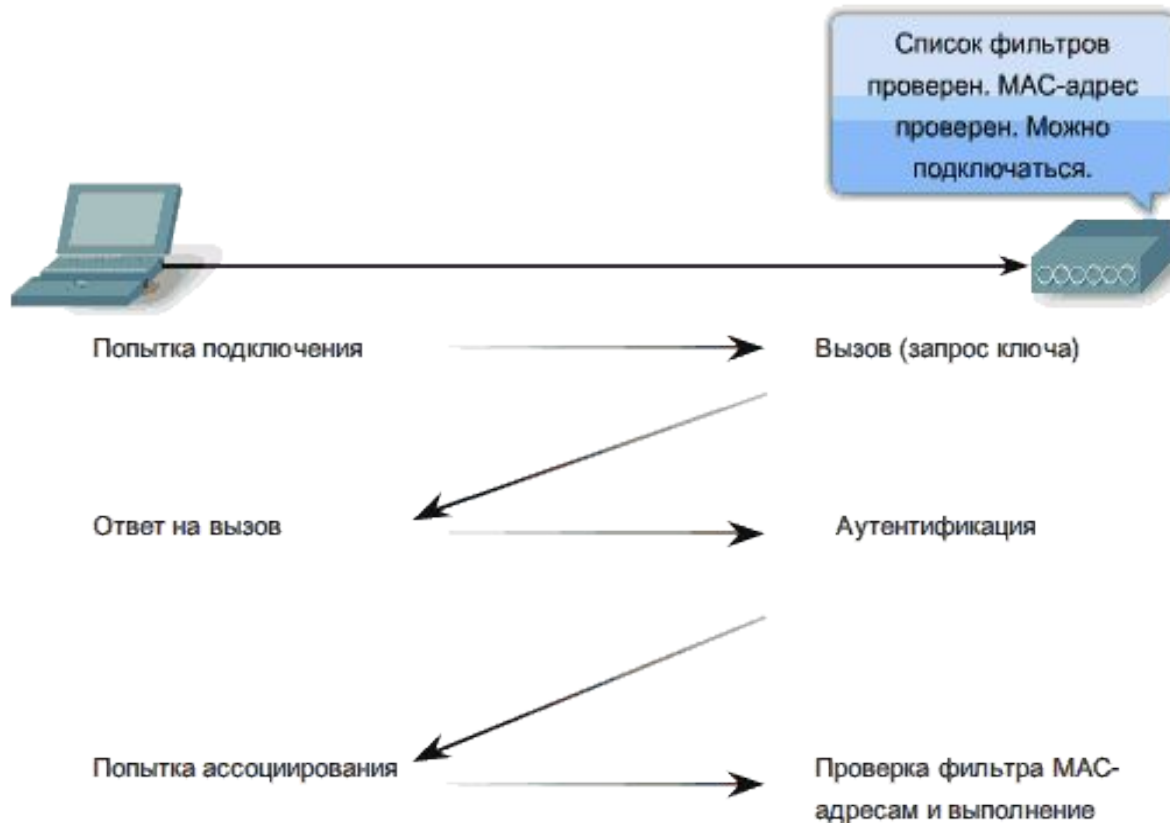 Список фильтров
проверен. MAC-адрес
проверен. Можно
подключаться.
Попытка подключения
Вызов (запрос ключа)
Ответ на вызов
Аутентификация
Попытка ассоциирования
Проверка фильтра MAC-
адресам и выполнение